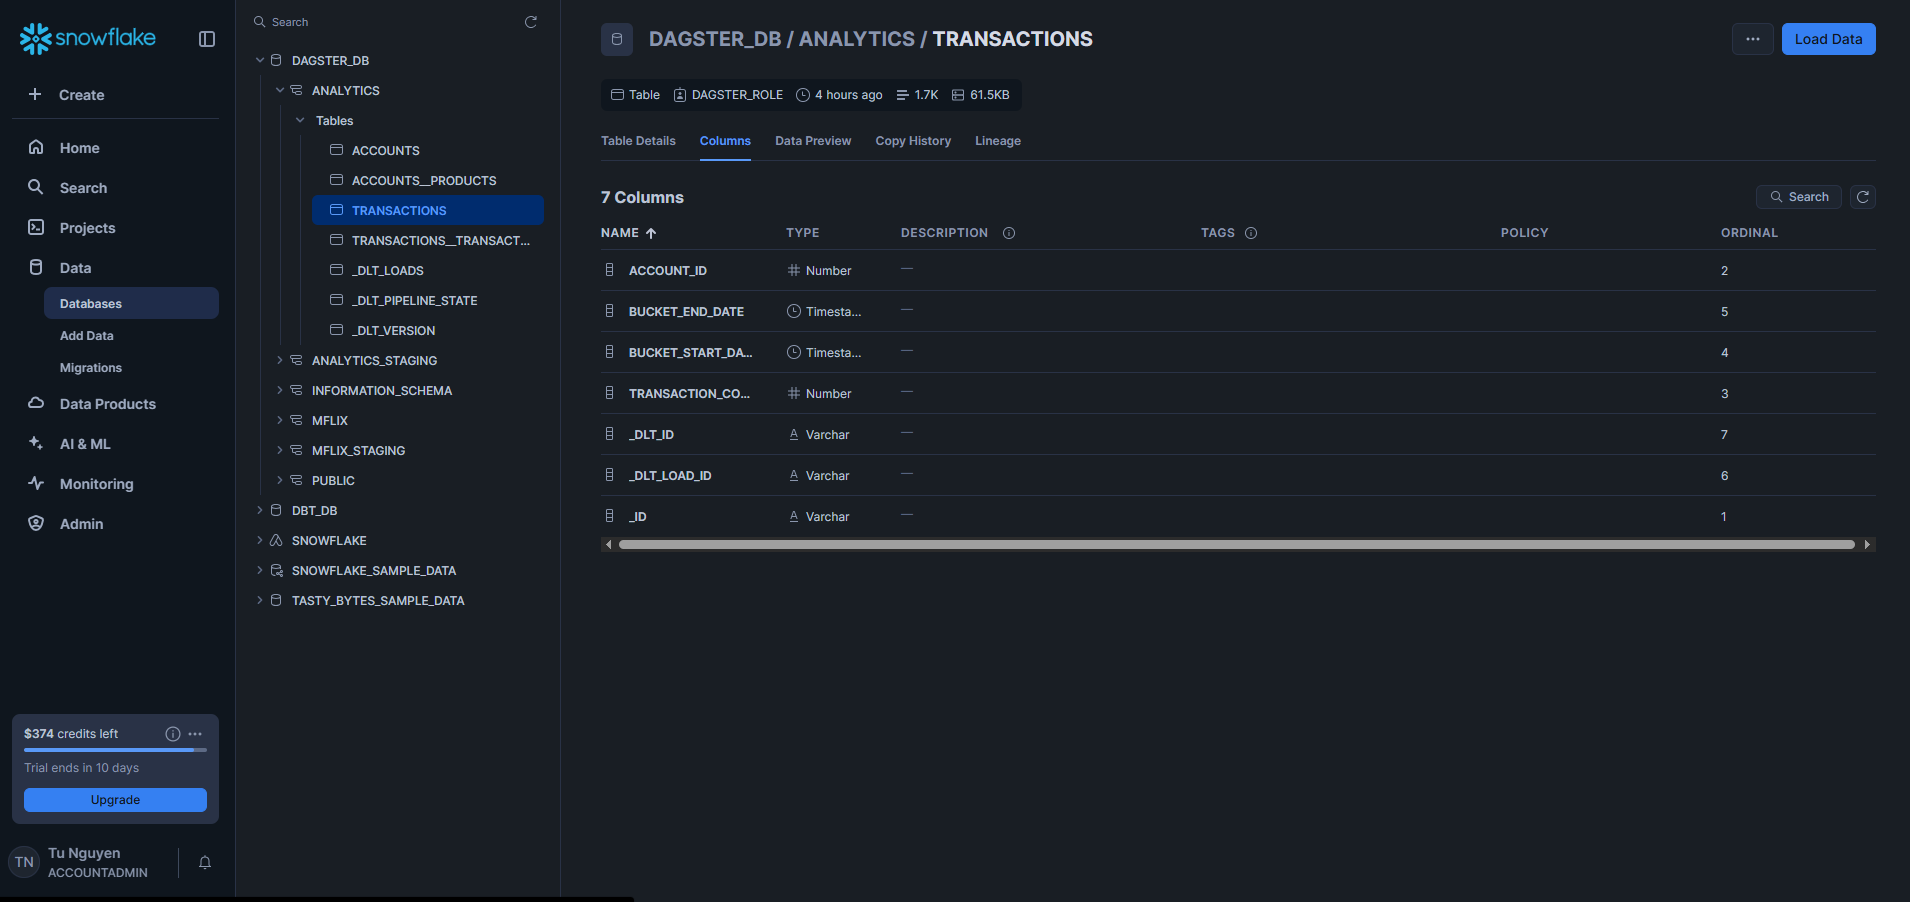 snowflake
Create
Home
Search
Projects
Data
Databases
Add Data
Migrations
Data Products
AI & ML
Monitoring
Admin
$374 credits left
Trial ends in 10 days
Upgrade
TN
Tu Nguyen
ACCOUNTADMIN
Search
DAGSTER_DB
ANALYTICS
Tables
ACCOUNTS
ACCOUNTS__PRODUCTS
TRANSACTIONS
TRANSACTIONS__TRANSACT...
_DLT_LOADS
_DLT_PIPELINE_STATE
_DLT_VERSION
ANALYTICS_STAGING
INFORMATION_SCHEMA
MFLIX
MFLIX_STAGING
PUBLIC
DBT_DB
SNOWFLAKE
SNOWFLAKE_SAMPLE_DATA
TASTY_BYTES_SAMPLE_DATA
DAGSTER_DB / ANALYTICS / TRANSACTIONS
Load Data
Table DAGSTER_ROLE 4 hours ago 1.7K 61.5KB
Table Details Columns Data Preview Copy History Lineage
7 Columns
Search
NAME TYPE DESCRIPTION TAGS POLICY ORDINAL
ACCOUNT_ID Number — 2
BUCKET_END_DATE Timesta... — 5
BUCKET_START_DA... Timesta... — 4
TRANSACTION_CO... Number — 3
_DLT_ID Varchar — 7
_DLT_LOAD_ID Varchar — 6
_ID Varchar — 1